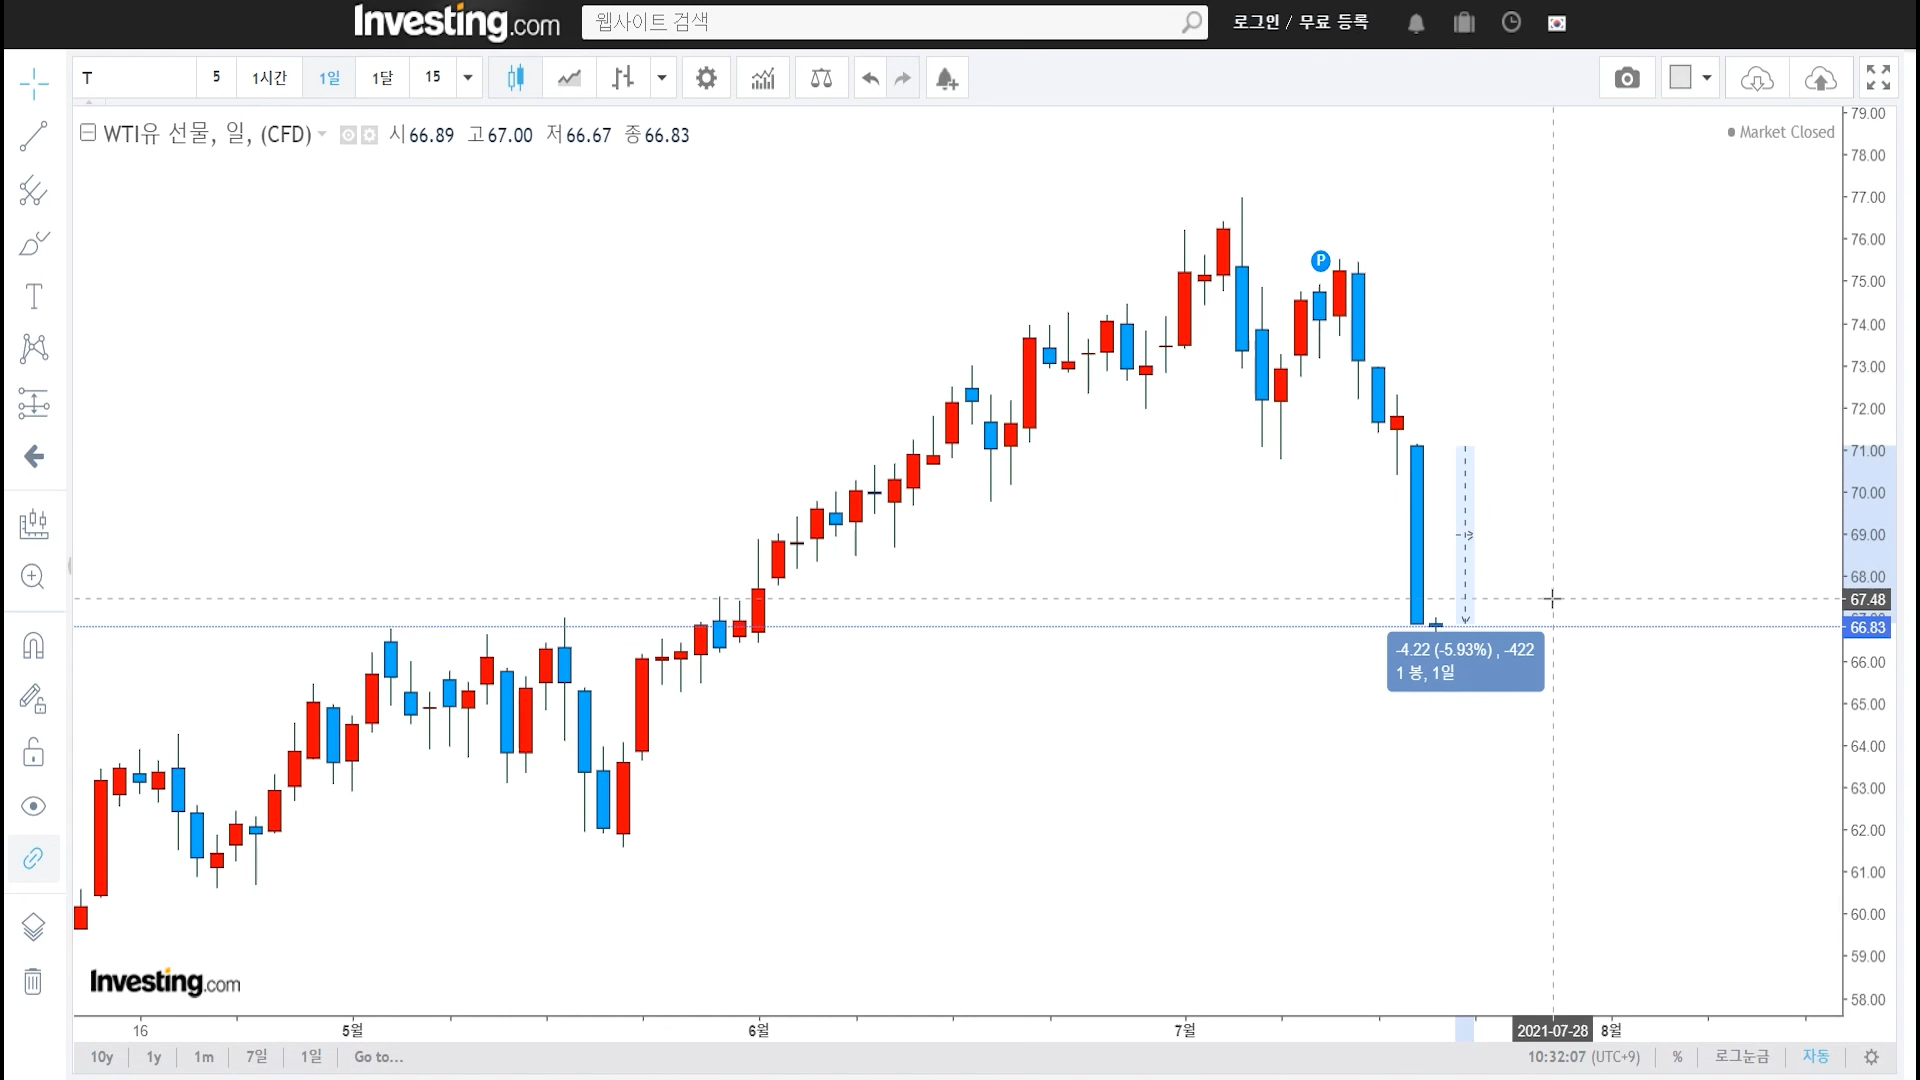 Investing.com
웹사이트 검색
로그인 / 무료 등록
T
5
1시간
1일
1달
15
WTI유 선물, 일, (CFD)
시66.89 고67.00 저66.67 종66.83
Market Closed
P
79.00
78.00
77.00
76.00
75.00
74.00
73.00
72.00
71.00
70.00
69.00
68.00
67.48
66.83
66.00
65.00
64.00
63.00
62.00
61.00
60.00
59.00
58.00
-4.22 (-5.93%) , -422
1 봉, 1일
Investing.com
16
5월
6월
7월
2021-07-28
8월
10y
1y
1m
7일
1일
Go to...
10:32:07 (UTC+9)
%
로그눈금
자동